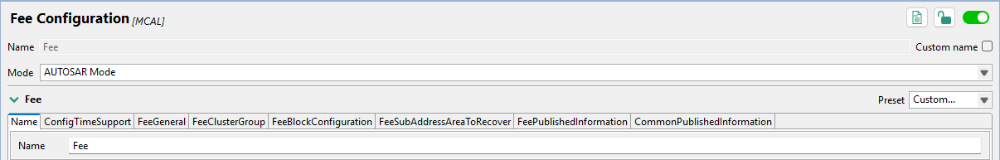 Fee Configuration [MCAL]
Name Fee Custom name
Mode AUTOSAR Mode
Fee Preset Custom...
Name ConfigTimeSupport FeeGeneral FeeClusterGroup FeeBlockConfiguration FeeSubAddressAreaToRecover FeePublishedInformation CommonPublishedInformation
Name Fee